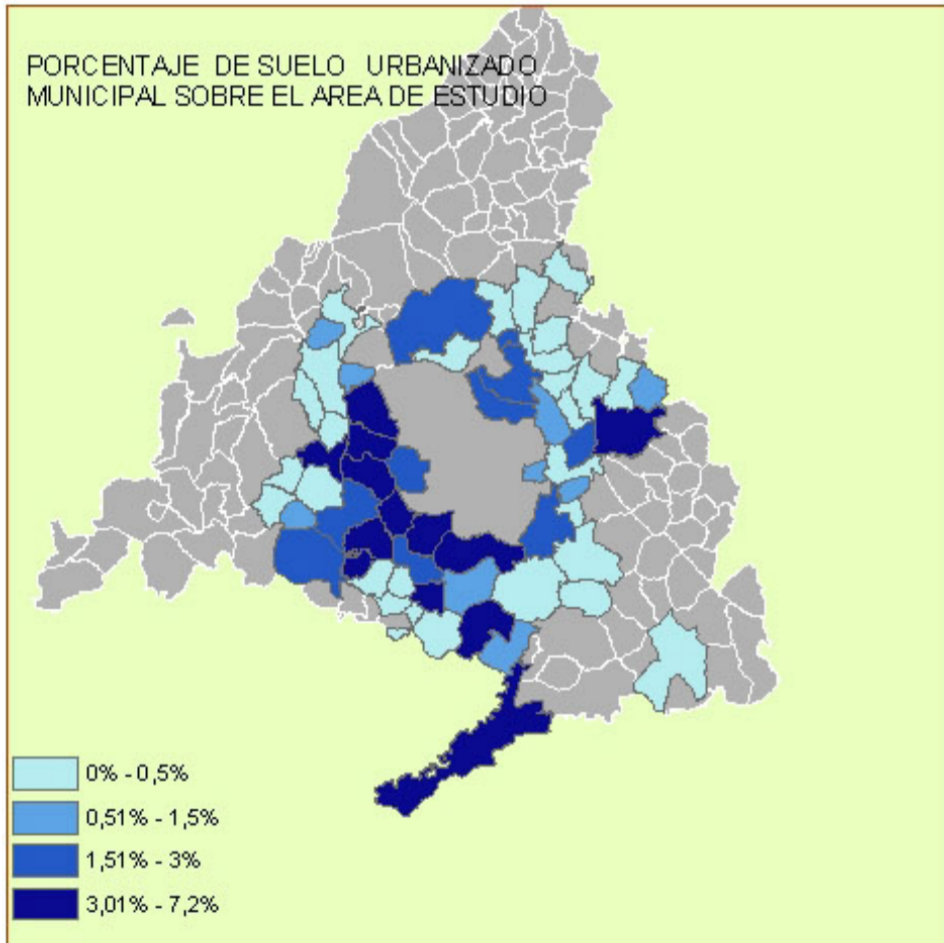 PORCENTAJE DE SUELO URBANIZADO
MUNICIPAL SOBRE EL AREA DE ESTUDIO
0% - 0,5%
0,51% - 1,5%
1,51% - 3%
3,01% - 7,2%